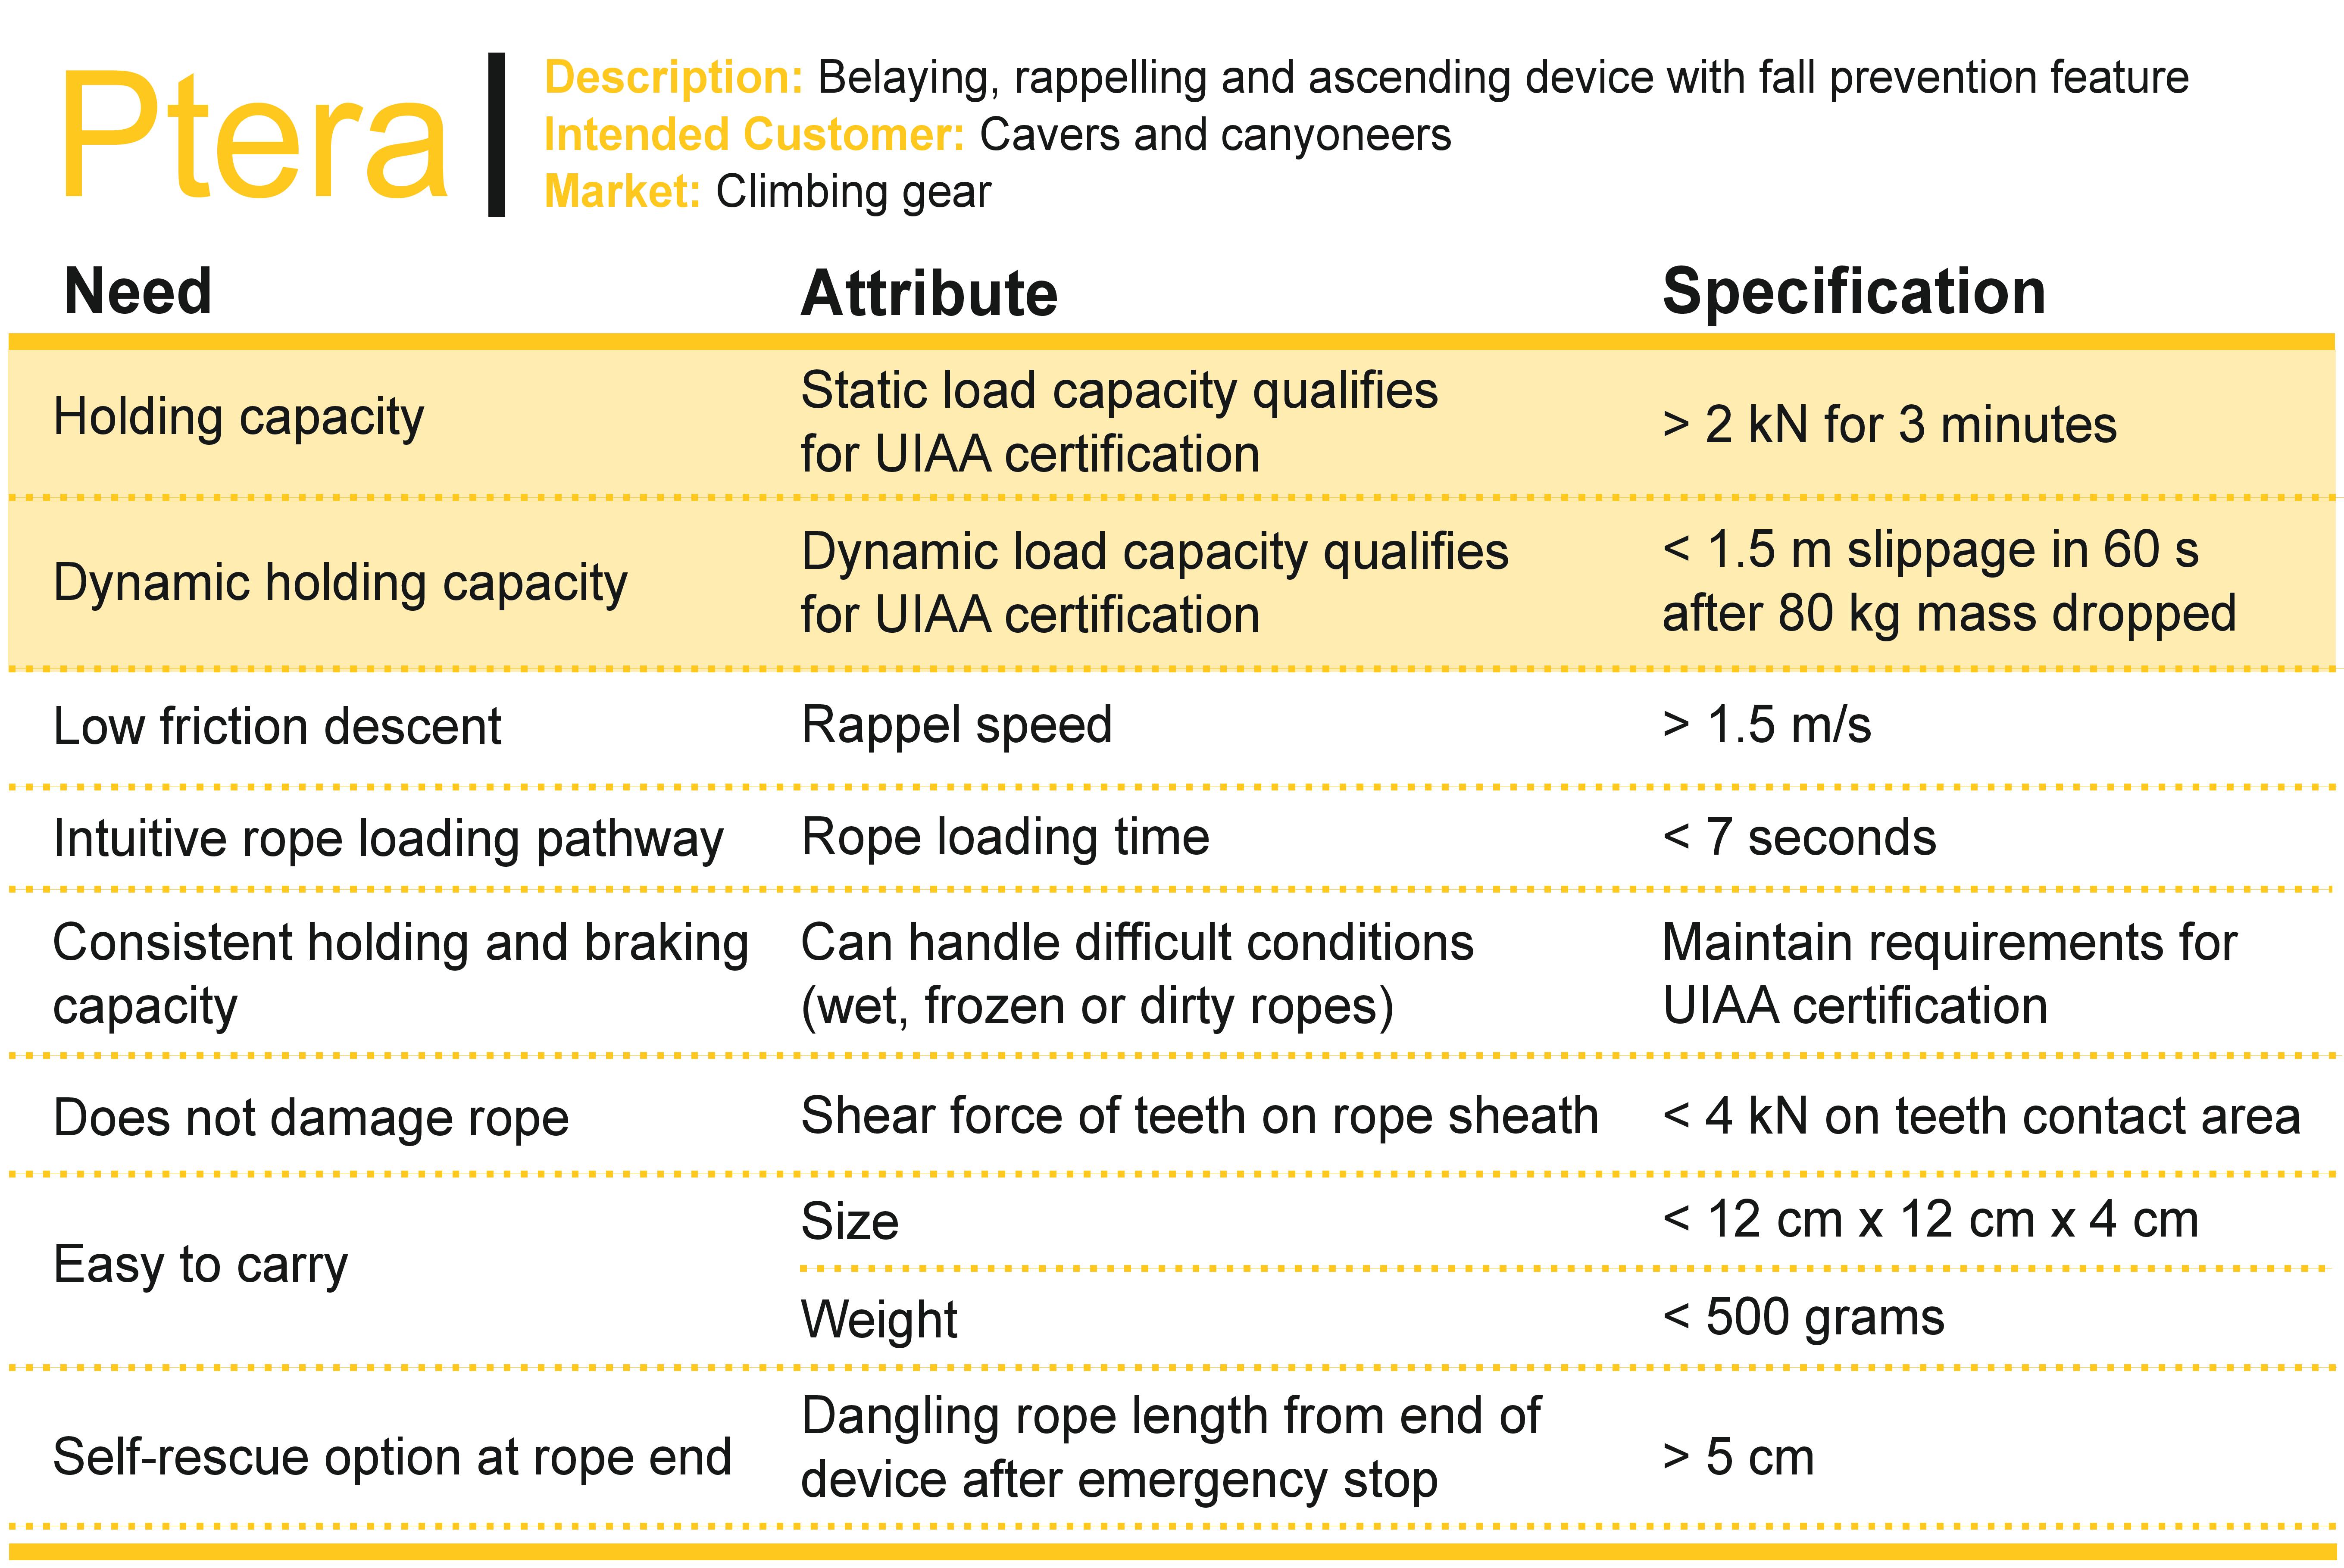 Ptera
Description: Belaying, rappelling and ascending device with fall prevention feature
Intended Customer: Cavers and canyoneers
Market: Climbing gear
Need
Attribute
Specification
Holding capacity
Static load capacity qualifies
for UIAA certification
> 2 kN for 3 minutes
Dynamic holding capacity
Dynamic load capacity qualifies
for UIAA certification
< 1.5 m slippage in 60 s
after 80 kg mass dropped
Low friction descent
Rappel speed
> 1.5 m/s
Intuitive rope loading pathway
Rope loading time
< 7 seconds
Consistent holding and braking
capacity
Can handle difficult conditions
(wet, frozen or dirty ropes)
Maintain requirements for
UIAA certification
Does not damage rope
Shear force of teeth on rope sheath
< 4 kN on teeth contact area
Easy to carry
Size
< 12 cm x 12 cm x 4 cm
Weight
< 500 grams
Self-rescue option at rope end
Dangling rope length from end of
device after emergency stop
> 5 cm